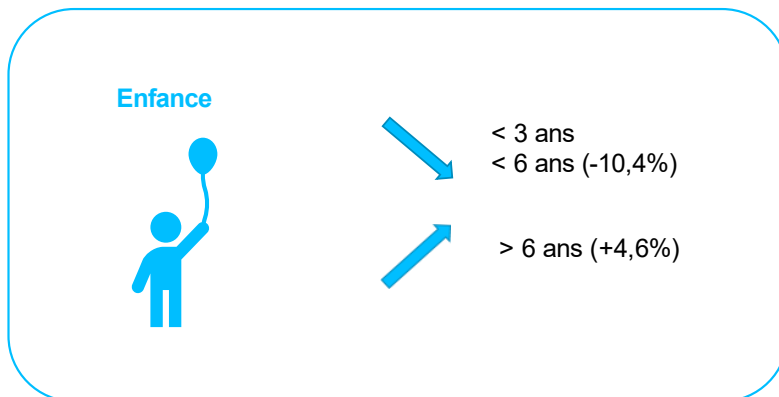 Enfance
< 3 ans
< 6 ans (-10,4%)
> 6 ans (+4,6%)